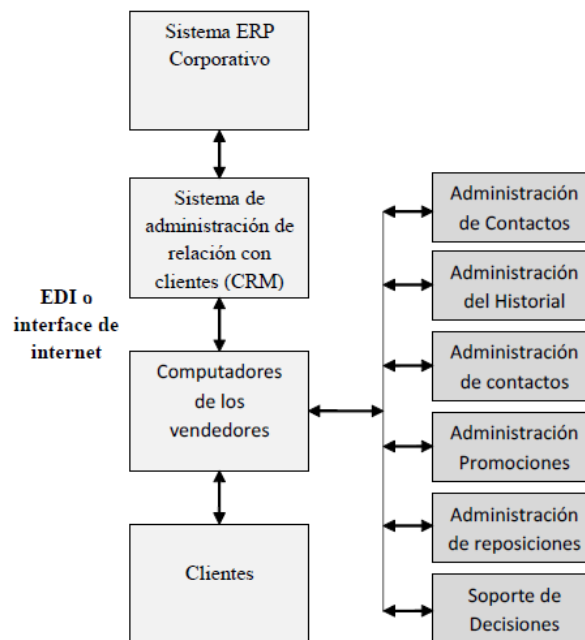 Sistema ERP
Corporativo
Sistema de
administración de
relación con
clientes (CRM)
EDI o
interface de
internet
Computadores
de los
vendedores
Clientes
Administración
de Contactos
Administración
del Historial
Administración
de contactos
Administración
Promociones
Administración
de reposiciones
Soporte de
Decisiones